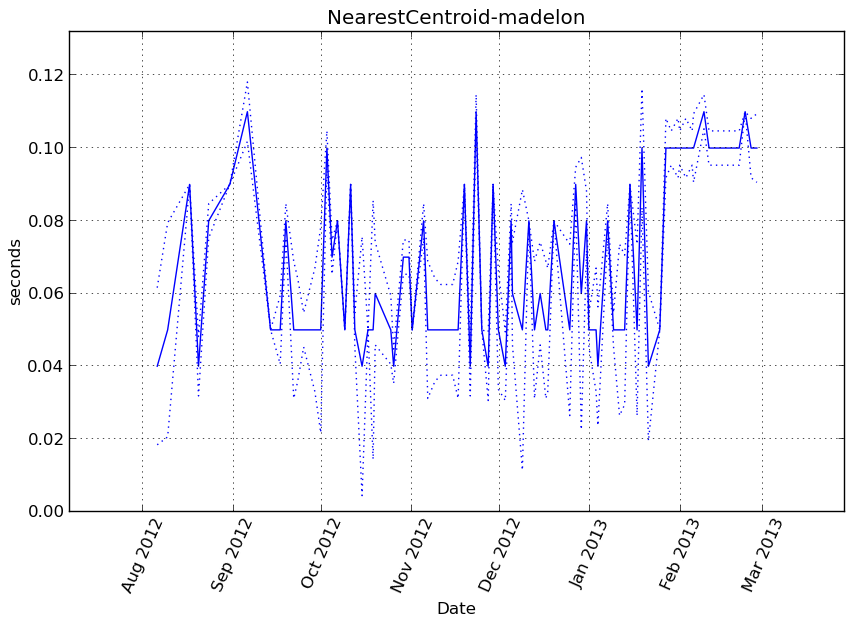 NearestCentroid-madelon
0.12
0.10
0.08
0.06
0.04
0.02
0.00
seconds
Aug 2012
Sep 2012
Oct 2012
Nov 2012
Dec 2012
Jan 2013
Feb 2013
Mar 2013
Date